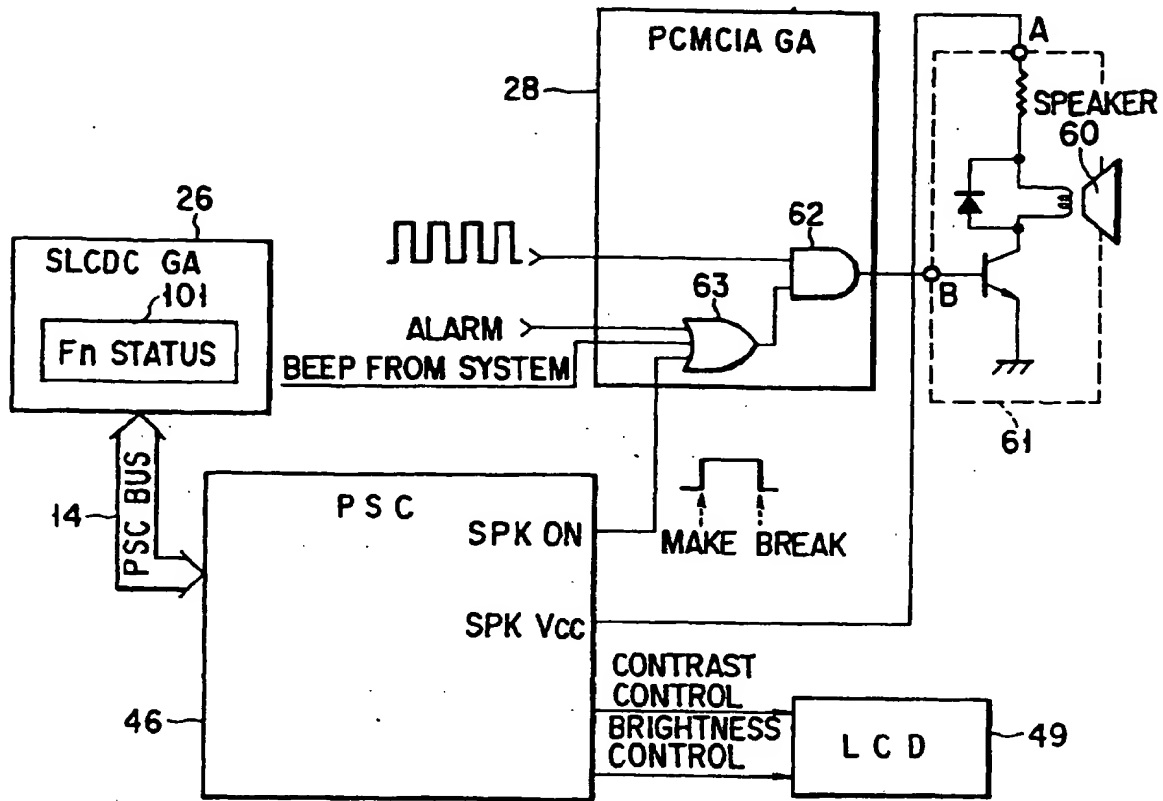 PCMCIA GA
28
A
SPEAKER
60
26
SLCDC GA
101
Fn STATUS
62
63
B
ALARM
BEEP FROM SYSTEM
61
14
PSC BUS
PSC
SPK ON
MAKE BREAK
SPK Vcc
CONTRAST
CONTROL
46
BRIGHTNESS
CONTROL
LCD
49